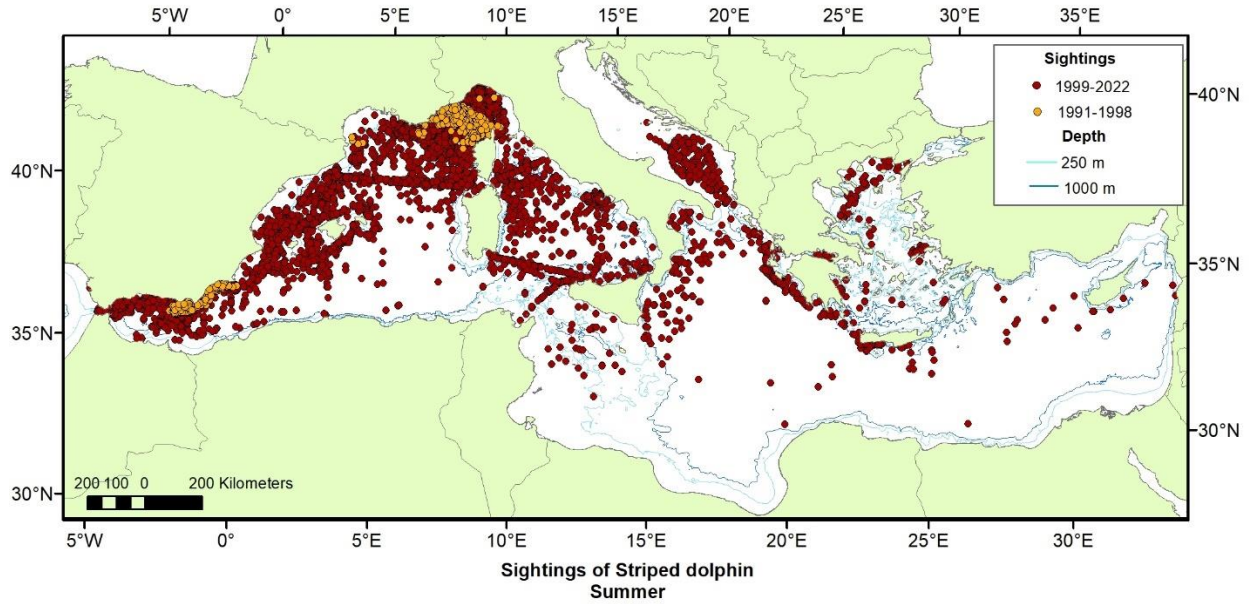 5°W 0° 5°E 10°E 15°E 20°E 25°E 30°E 35°E
Sightings
1999-2022
1991-1998
Depth
250 m
1000 m
40°N
40°N
35°N
35°N
30°N
30°N
200 100 0 200 Kilometers
5°W 0° 5°E 10°E 15°E 20°E 25°E 30°E
Sightings of Striped dolphin
Summer